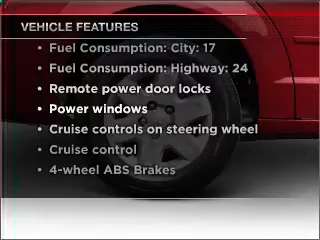 VEHICLE FEATURES
• Fuel Consumption: City: 17
• Fuel Consumption: Highway: 24
• Remote power door locks
• Power windows
• Cruise controls on steering wheel
• Cruise control
• 4-wheel ABS Brakes